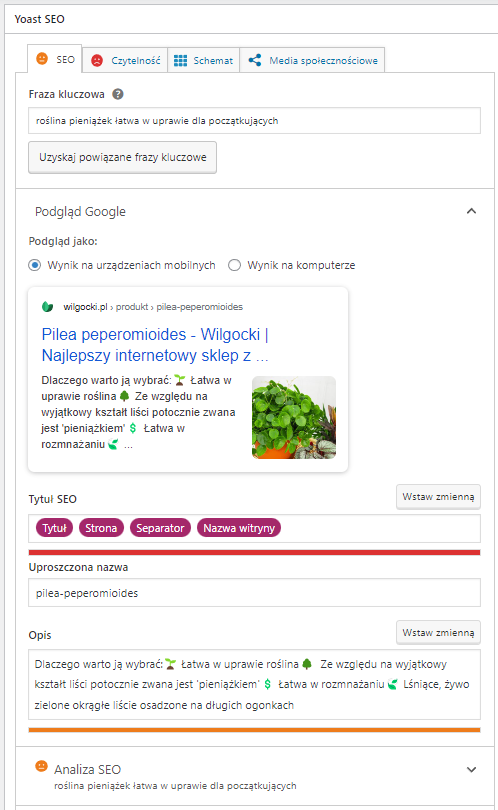 Yoast SEO
SEO
Czytelność
Schemat
Media społecznościowe
Fraza kluczowa ?
roślina pieniążek łatwa w uprawie dla początkujących
Uzyskaj powiązane frazy kluczowe
Podgląd Google
Podgląd jako:
Wynik na urządzeniach mobilnych
Wynik na komputerze
wilgocki.pl › produkt › pilea-peperomioides
Pilea peperomioides - Wilgocki |
Najlepszy internetowy sklep z ...
Dlaczego warto ją wybrać:🌱 Łatwa w
uprawie roślina🌳 Ze względu na
wyjątkowy kształt liści potocznie zwana
jest 'pieniążkiem'💲 Łatwa w
rozmnażaniu🌿 ...
Tytuł SEO
Wstaw zmienną
Tytuł Strona Separator Nazwa witryny
Uproszczona nazwa
pilea-peperomioides
Opis
Wstaw zmienną
Dlaczego warto ją wybrać:🌱 Łatwa w uprawie roślina🌳 Ze względu na wyjątkowy
kształt liści potocznie zwana jest 'pieniążkiem'💲 Łatwa w rozmnażaniu🌿 Lśniące, żywo
zielone okrągłe liście osadzone na długich ogonkach
Analiza SEO
roślina pieniążek łatwa w uprawie dla początkujących